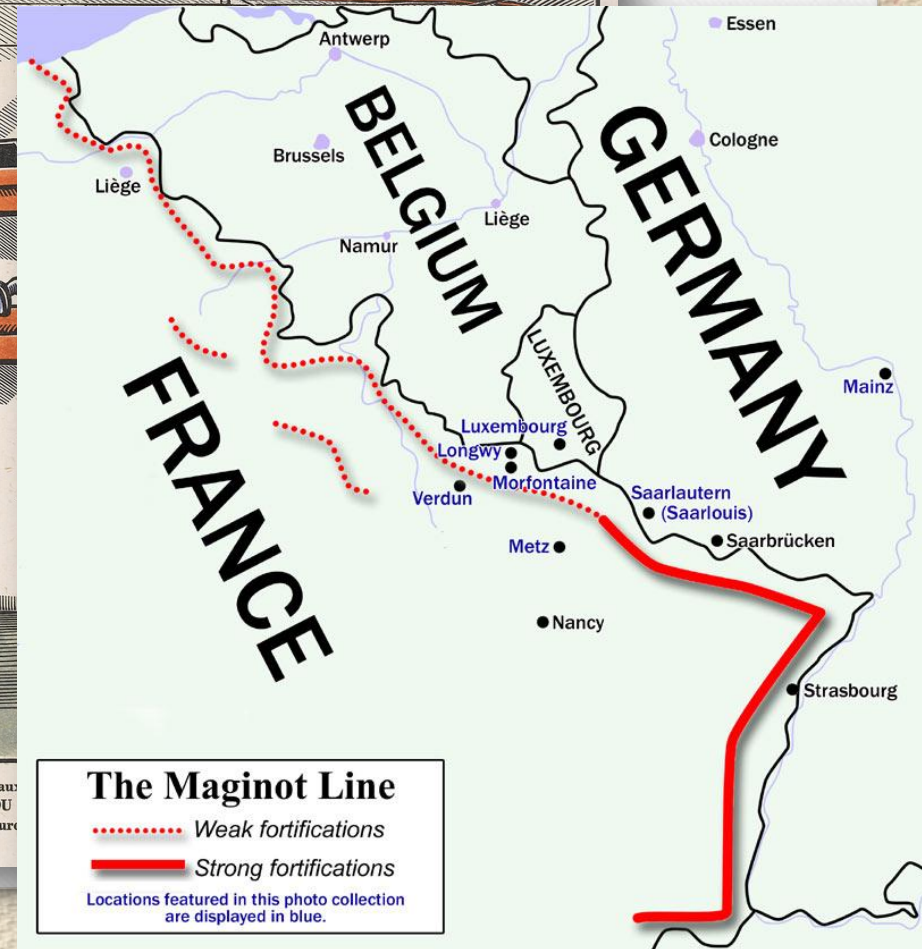 Essen
Antwerp
Cologne
Brussels
Liège
BELGIUM
GERMANY
Liège
Namur
FRANCE
LUXEMBOURG
Mainz
Luxembourg
Longwy
Morfontaine
Verdun
Saarlautern
(Saarlouis)
Saarbrücken
Metz
Nancy
Strasbourg
The Maginot Line
Weak fortifications
Strong fortifications
Locations featured in this photo collection
are displayed in blue.